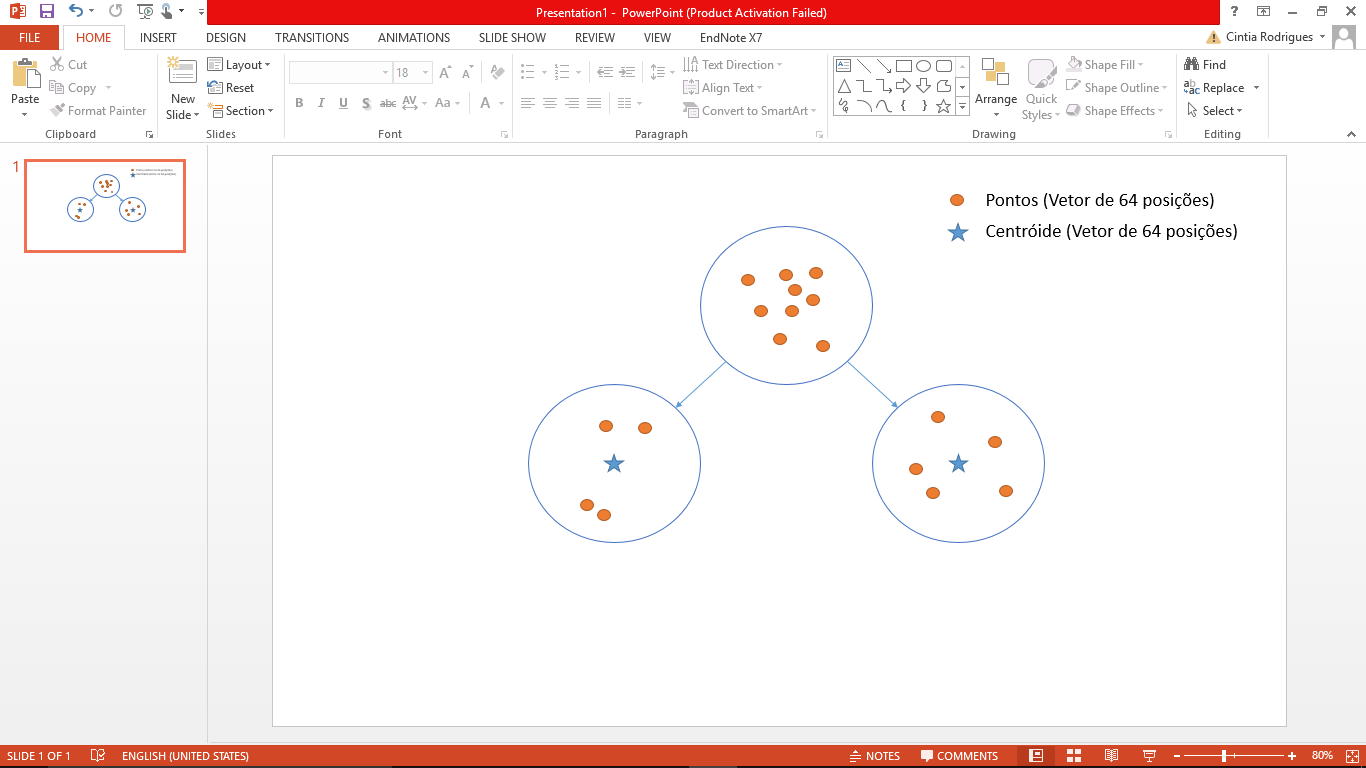 Presentation1 - PowerPoint (Product Activation Failed)
?
FILE HOME INSERT DESIGN TRANSITIONS ANIMATIONS SLIDE SHOW REVIEW VIEW EndNote X7
Cintia Rodrigues
Paste
Cut
Copy
Format Painter
Clipboard
New
Slide
Layout
Reset
Section
Slides
18
A A
B I U S abc AV Aa A
Font
Text Direction
Align Text
Convert to SmartArt
Paragraph
Arrange
Quick
Styles
Shape Fill
Shape Outline
Shape Effects
Drawing
Find
Replace
Select
Editing
1
Pontos (Vetor de 64 posições)
Centróide (Vetor de 64 posições)
SLIDE 1 OF 1 ENGLISH (UNITED STATES) NOTES COMMENTS 80%